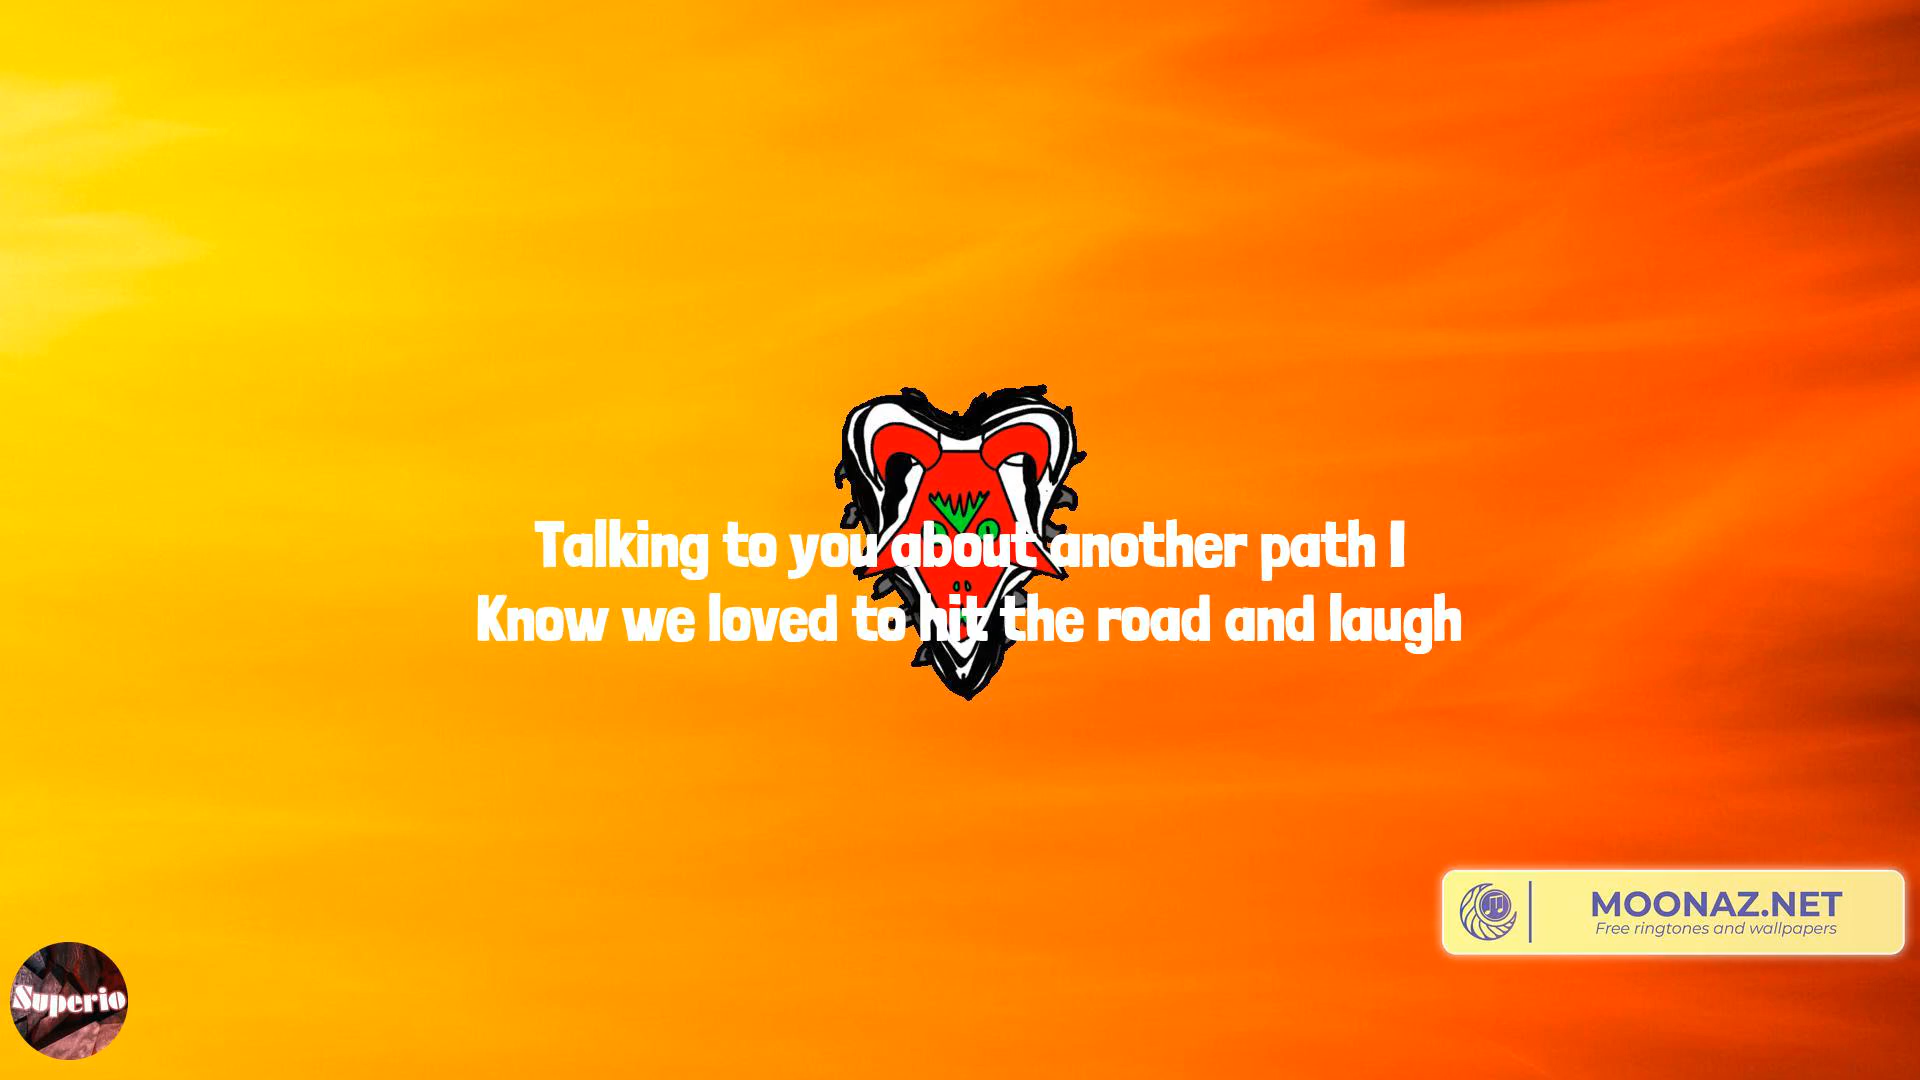 Talking to you about another path I
Know we loved to hit the road and laugh
MOONAZ.NET
Free ringtones and wallpapers
Superio